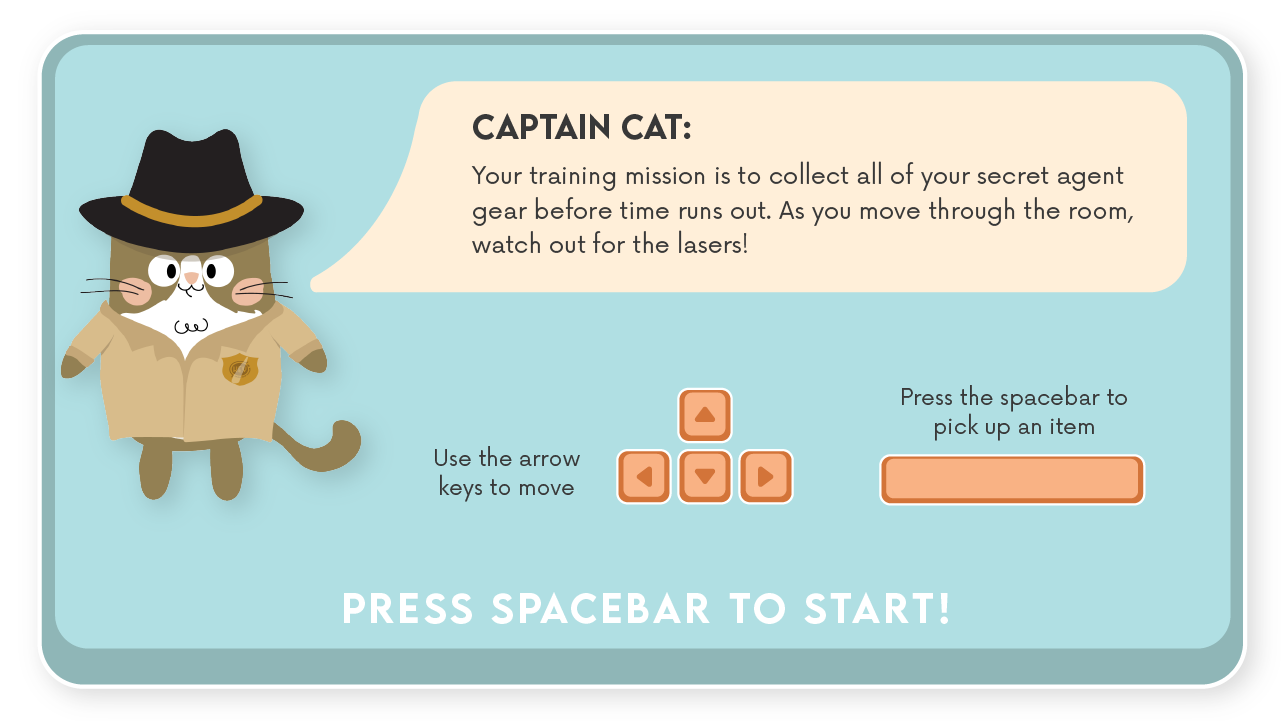 CAPTAIN CAT:
Your training mission is to collect all of your secret agent
gear before time runs out. As you move through the room,
watch out for the lasers!
Use the arrow
keys to move
Press the spacebar to
pick up an item
PRESS SPACEBAR TO START!